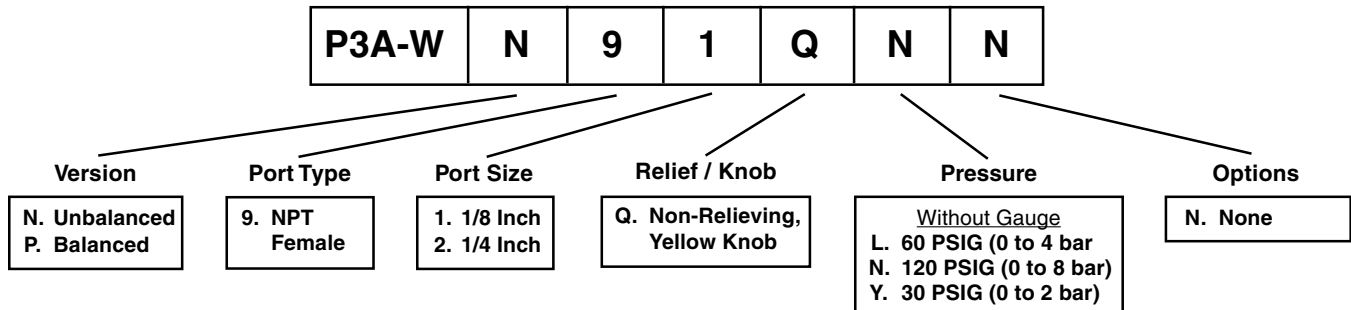 P3A-W N 9 1 Q N N
Version
N. Unbalanced
P. Balanced
Port Type
9. NPT
Female
Port Size
1. 1/8 Inch
2. 1/4 Inch
Relief / Knob
Q. Non-Relieving,
Yellow Knob
Pressure
Without Gauge
L. 60 PSIG (0 to 4 bar
N. 120 PSIG (0 to 8 bar)
Y. 30 PSIG (0 to 2 bar)
Options
N. None